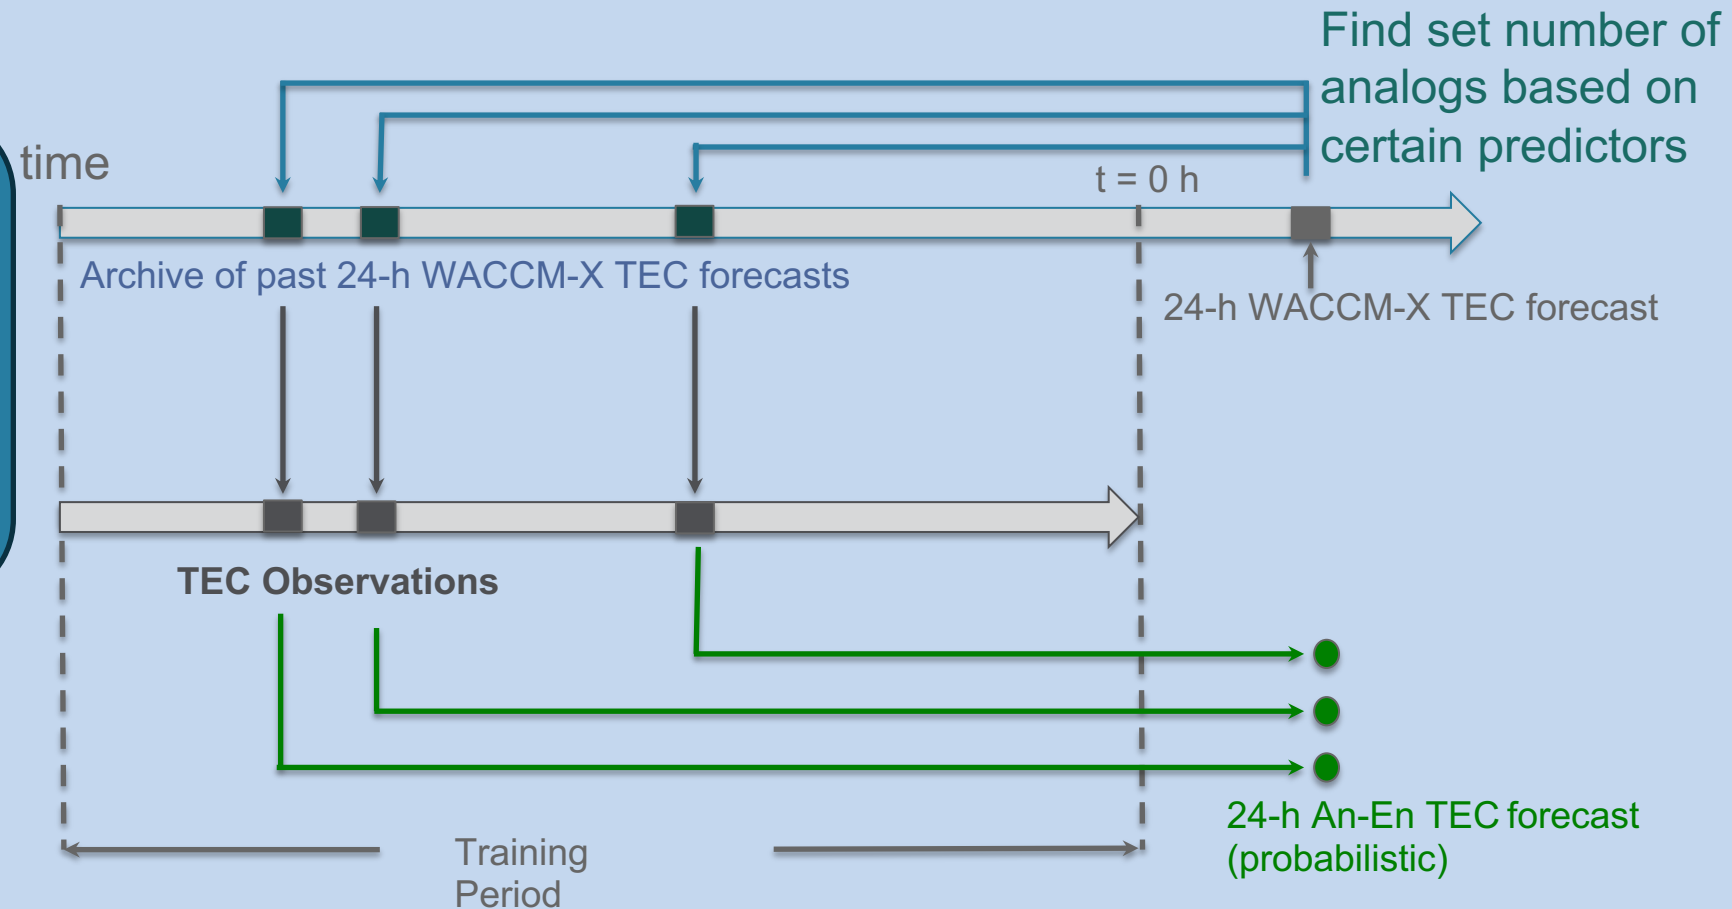 Find set number of
analogs based on
certain predictors
time
t = 0 h
Archive of past 24-h WACCM-X TEC forecasts
24-h WACCM-X TEC forecast
TEC Observations
24-h An-En TEC forecast
(probabilistic)
Training
Period